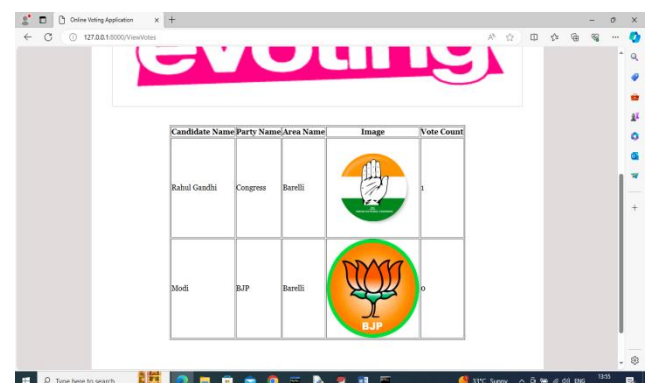 Online Voting Application
127.0.0.1:8000/ViewVotes
evoting
Candidate Name Party Name Area Name Image Vote Count
Rahul Gandhi Congress Barelli 1
Modi BJP Barelli 0
BJP
Type here to search
33°C Sunny ENG 13:55